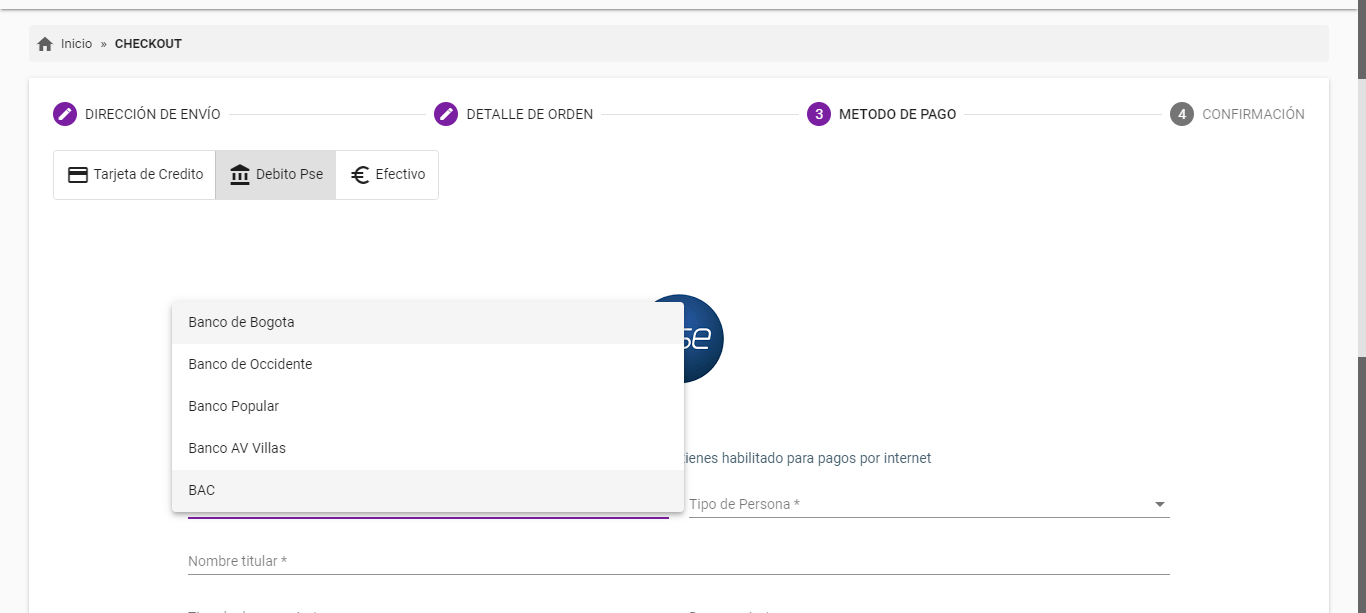 Inicio » CHECKOUT
DIRECCIÓN DE ENVÍO
DETALLE DE ORDEN
3 METODO DE PAGO
4 CONFIRMACIÓN
Tarjeta de Credito
Debito Pse
Efectivo
Banco de Bogota
Banco de Occidente
Banco Popular
Banco AV Villas
BAC
se
tienes habilitado para pagos por internet
Tipo de Persona *
Nombre titular *